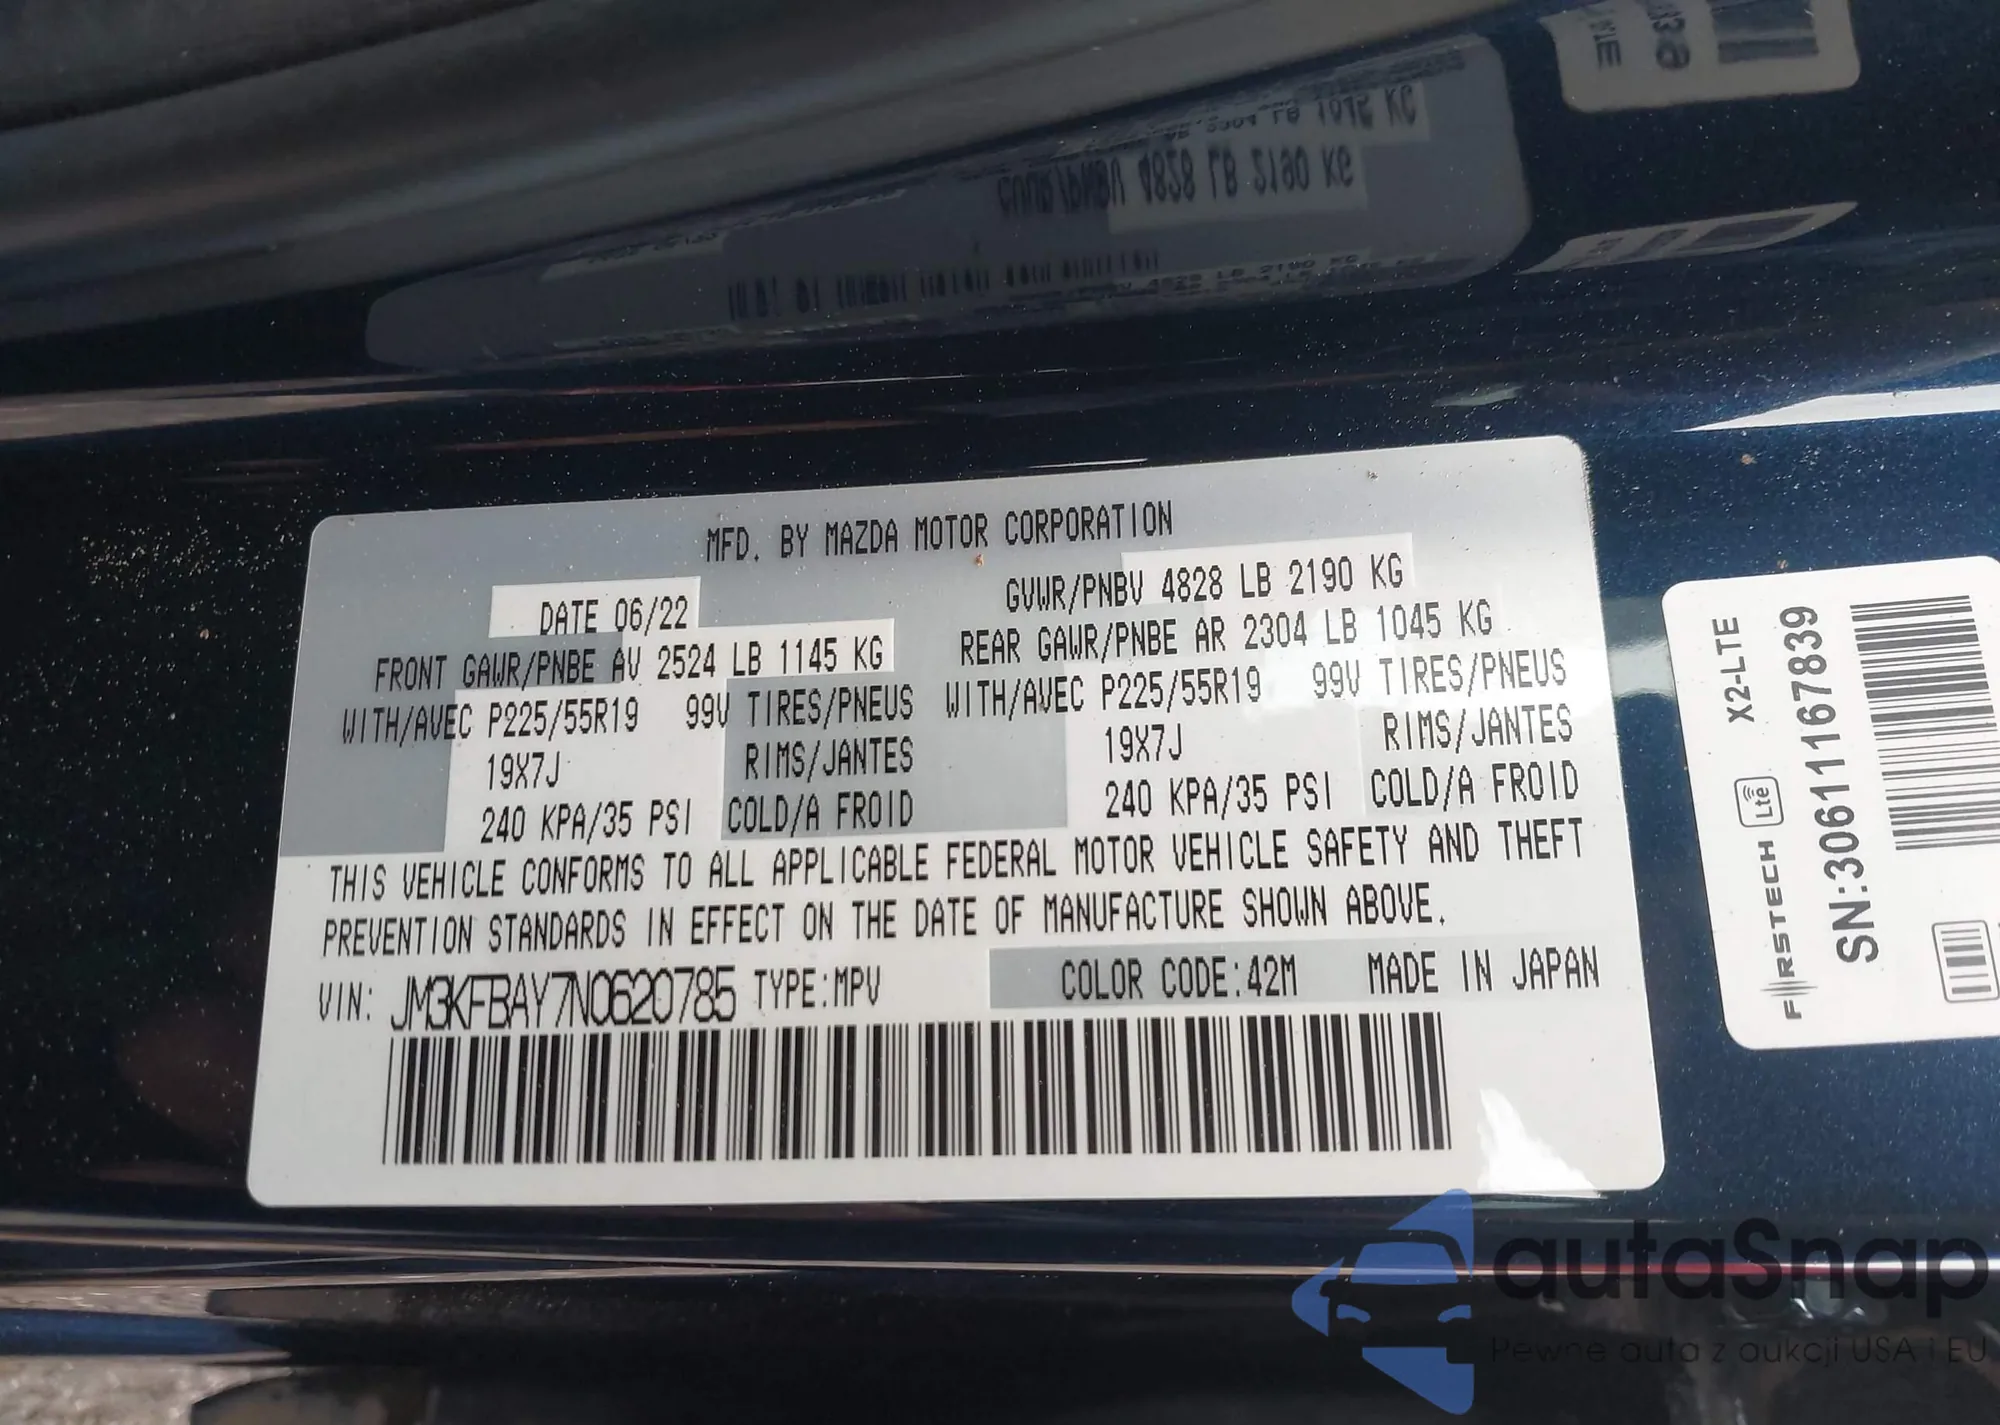 MFD. BY MAZDA MOTOR CORPORATION
DATE 06/22
GVWR/PNBV 4828 LB 2190 KG
FRONT GAWR/PNBE AV 2524 LB 1145 KG
REAR GAWR/PNBE AR 2304 LB 1045 KG
WITH/AVEC P225/55R19 99V TIRES/PNEUS
WITH/AVEC P225/55R19 99V TIRES/PNEUS
19X7J RIMS/JANTES
19X7J RIMS/JANTES
240 KPA/35 PSI COLD/A FROID
240 KPA/35 PSI COLD/A FROID
THIS VEHICLE CONFORMS TO ALL APPLICABLE FEDERAL MOTOR VEHICLE SAFETY AND THEFT
PREVENTION STANDARDS IN EFFECT ON THE DATE OF MANUFACTURE SHOWN ABOVE.
VIN: JM3KFBAY7N0620785 TYPE:MPV COLOR CODE:42M MADE IN JAPAN
X2-LTE
FIRSTECH Lte
SN:3061167839
autaSnap
Pewne auta z aukcji USA i EU